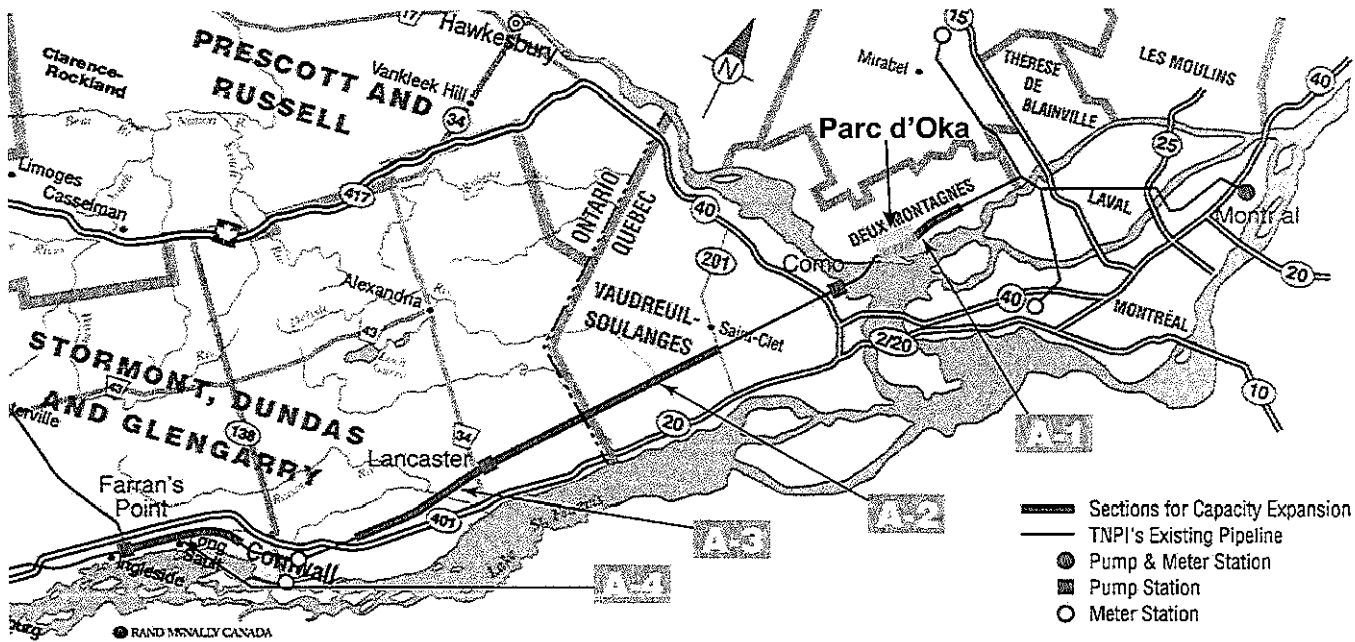 17
Hawkesbury
15
Clarence-
Rockland
PRESCOTT AND
RUSSELL
Vankleek Hill
34
N
Mirabel
THÉRÈSE
DE
BLAINVILLE
LES MOULINS
40
Limoges
Casselman
417
Parc d'Oka
25
ONTARIO
QUEBEC
40
DEUX-MONTAGNES
LAVAL
Montréal
201
Como
20
Alexandria
43
VAUDREUIL-
SOULANGES
Saint-Clet
40
MONTRÉAL
2/20
STORMONT, DUNDAS
AND GLENGARRY
43
138
34
Lancaster
20
10
A-1
Farran's
Point
401
A-2
A-3
Long
Sault
Cornwall
Ingleside
A-4
Sections for Capacity Expansion
TNPI's Existing Pipeline
Pump & Meter Station
Pump Station
Meter Station
RAND MCNALLY CANADA